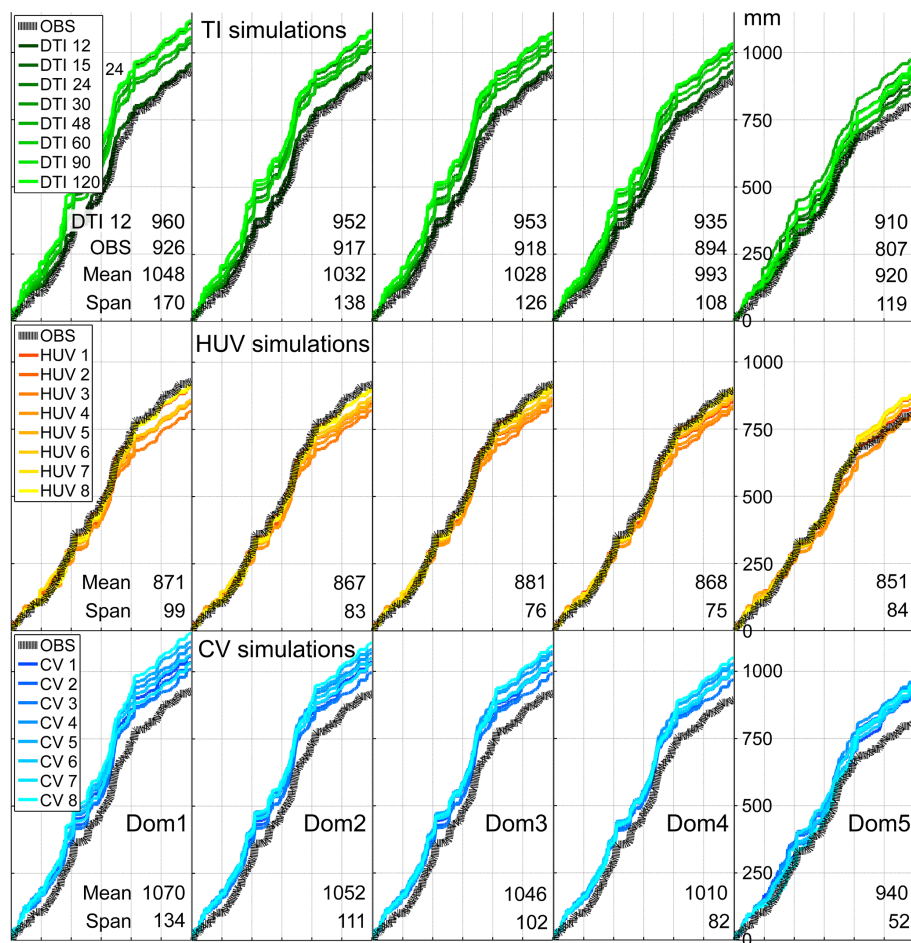 TI simulations
mm
OBS
DTI 12
DTI 15
DTI 24
DTI 30
DTI 48
DTI 60
DTI 90
DTI 120
24
1000
750
500
250
0
DTI 12 960 952 953 935 910
OBS 926 917 918 894 807
Mean 1048 1032 1028 993 920
Span 170 138 126 108 119
HUV simulations
OBS
HUV 1
HUV 2
HUV 3
HUV 4
HUV 5
HUV 6
HUV 7
HUV 8
1000
750
500
250
0
Mean 871 867 881 868 851
Span 99 83 76 75 84
CV simulations
OBS
CV 1
CV 2
CV 3
CV 4
CV 5
CV 6
CV 7
CV 8
1000
750
500
250
0
Dom1 Dom2 Dom3 Dom4 Dom5
Mean 1070 1052 1046 1010 940
Span 134 111 102 82 52